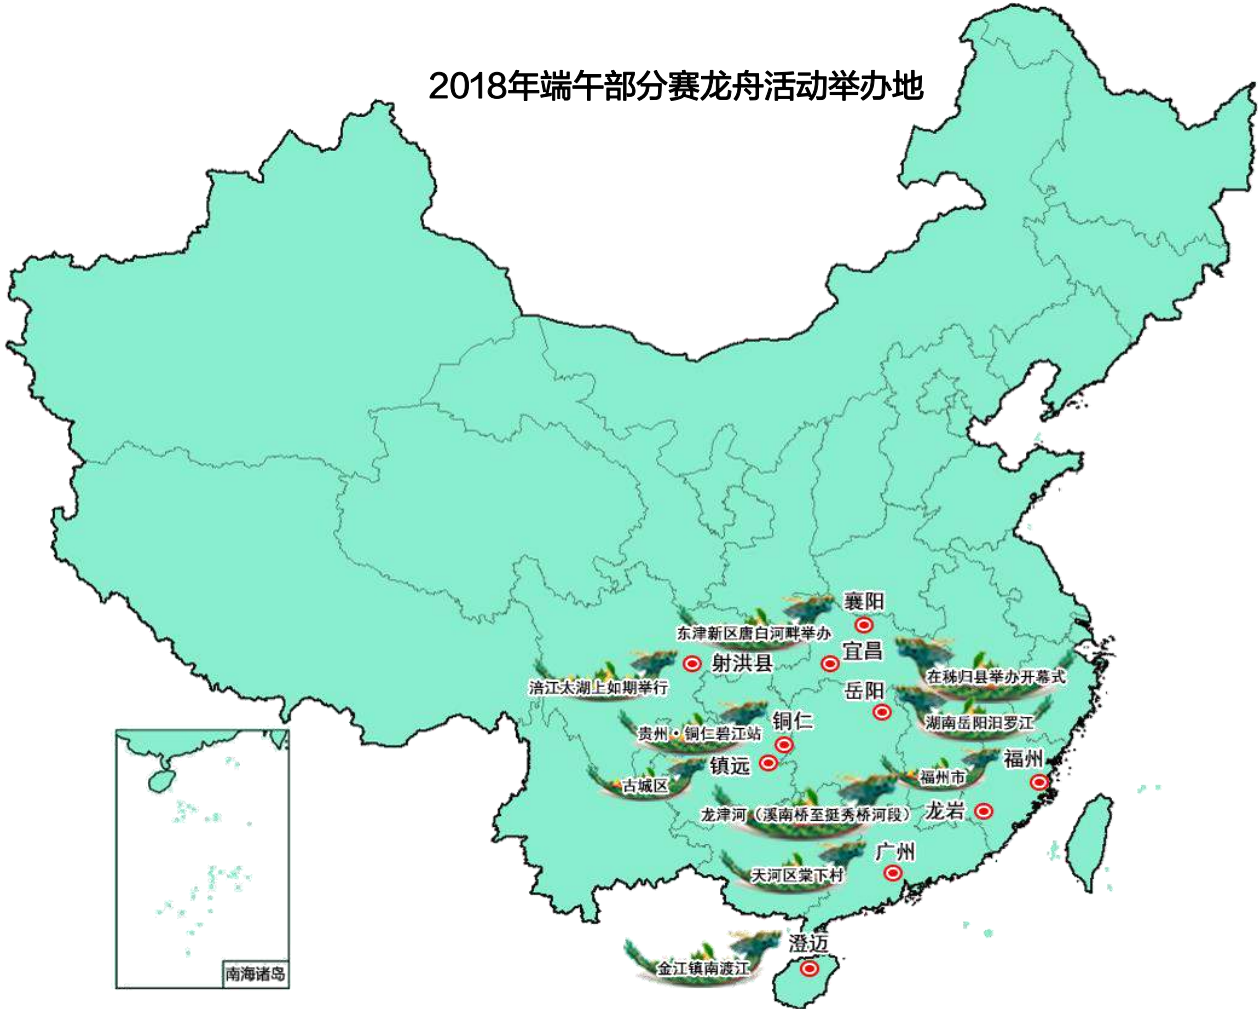 2018年端午部分赛龙舟活动举办地
襄阳
东津新区唐白河畔举办
宜昌
射洪县
在秭归县举办开幕式
涪江太湖上如期举行
岳阳
湖南岳阳汨罗江
铜仁
贵州·铜仁碧江站
福州
镇远
福州市
古城区
龙岩
龙津河（溪南桥至挺秀桥河段）
广州
天河区棠下村
澄迈
金江镇南渡江
南海诸岛